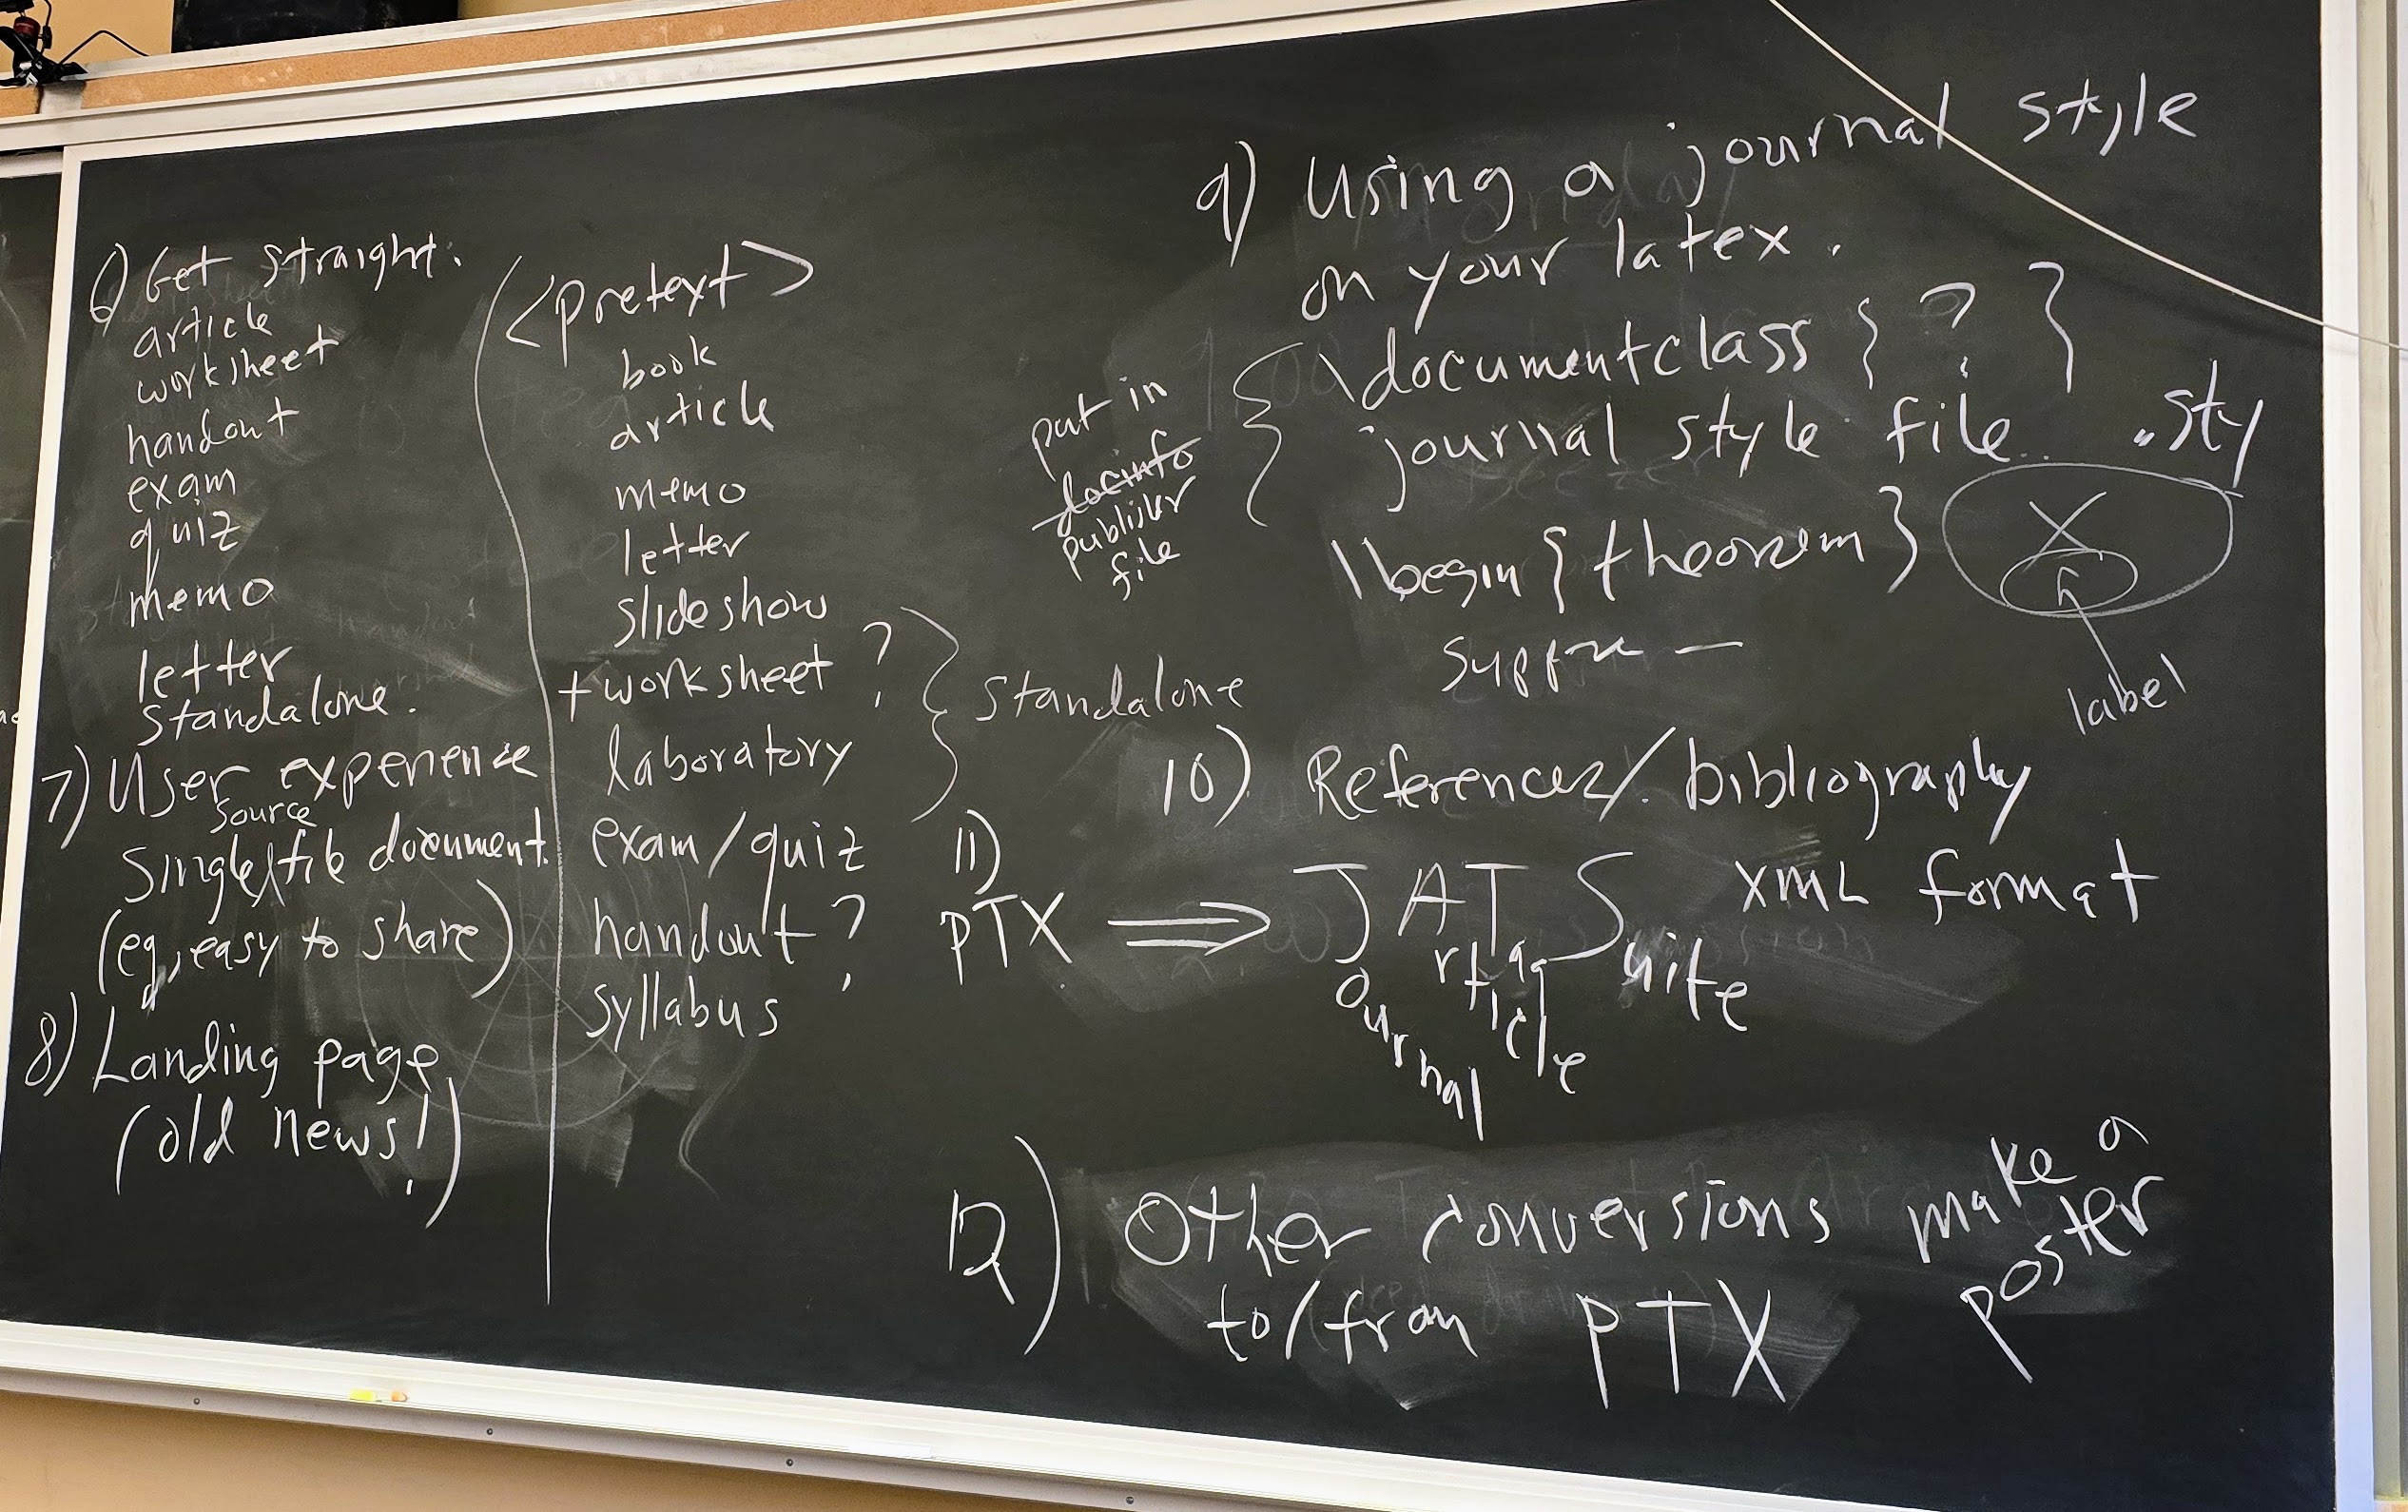 6) Get straight:
article
worksheet
handout
exam
quiz
memo
letter
standalone.
7) User experience
source
Single file document.
(eg, easy to share)
8) Landing page
(old news!)
<pretext>
book
article
memo
letter
slideshow
+ worksheet ?
laboratory
standalone
exam/quiz
handout ?
syllabus
9) Using a journal style
on your latex.
\documentclass { ? }
journal style file .sty
put in
docinfo
publisher
file
\begin {theorem}
X
label
10) References/bibliography
11)
PTX ⟹ JATS XML format
Journal
Article
Tag
Suite
12) Other conversions
to/from PTX
make a
poster